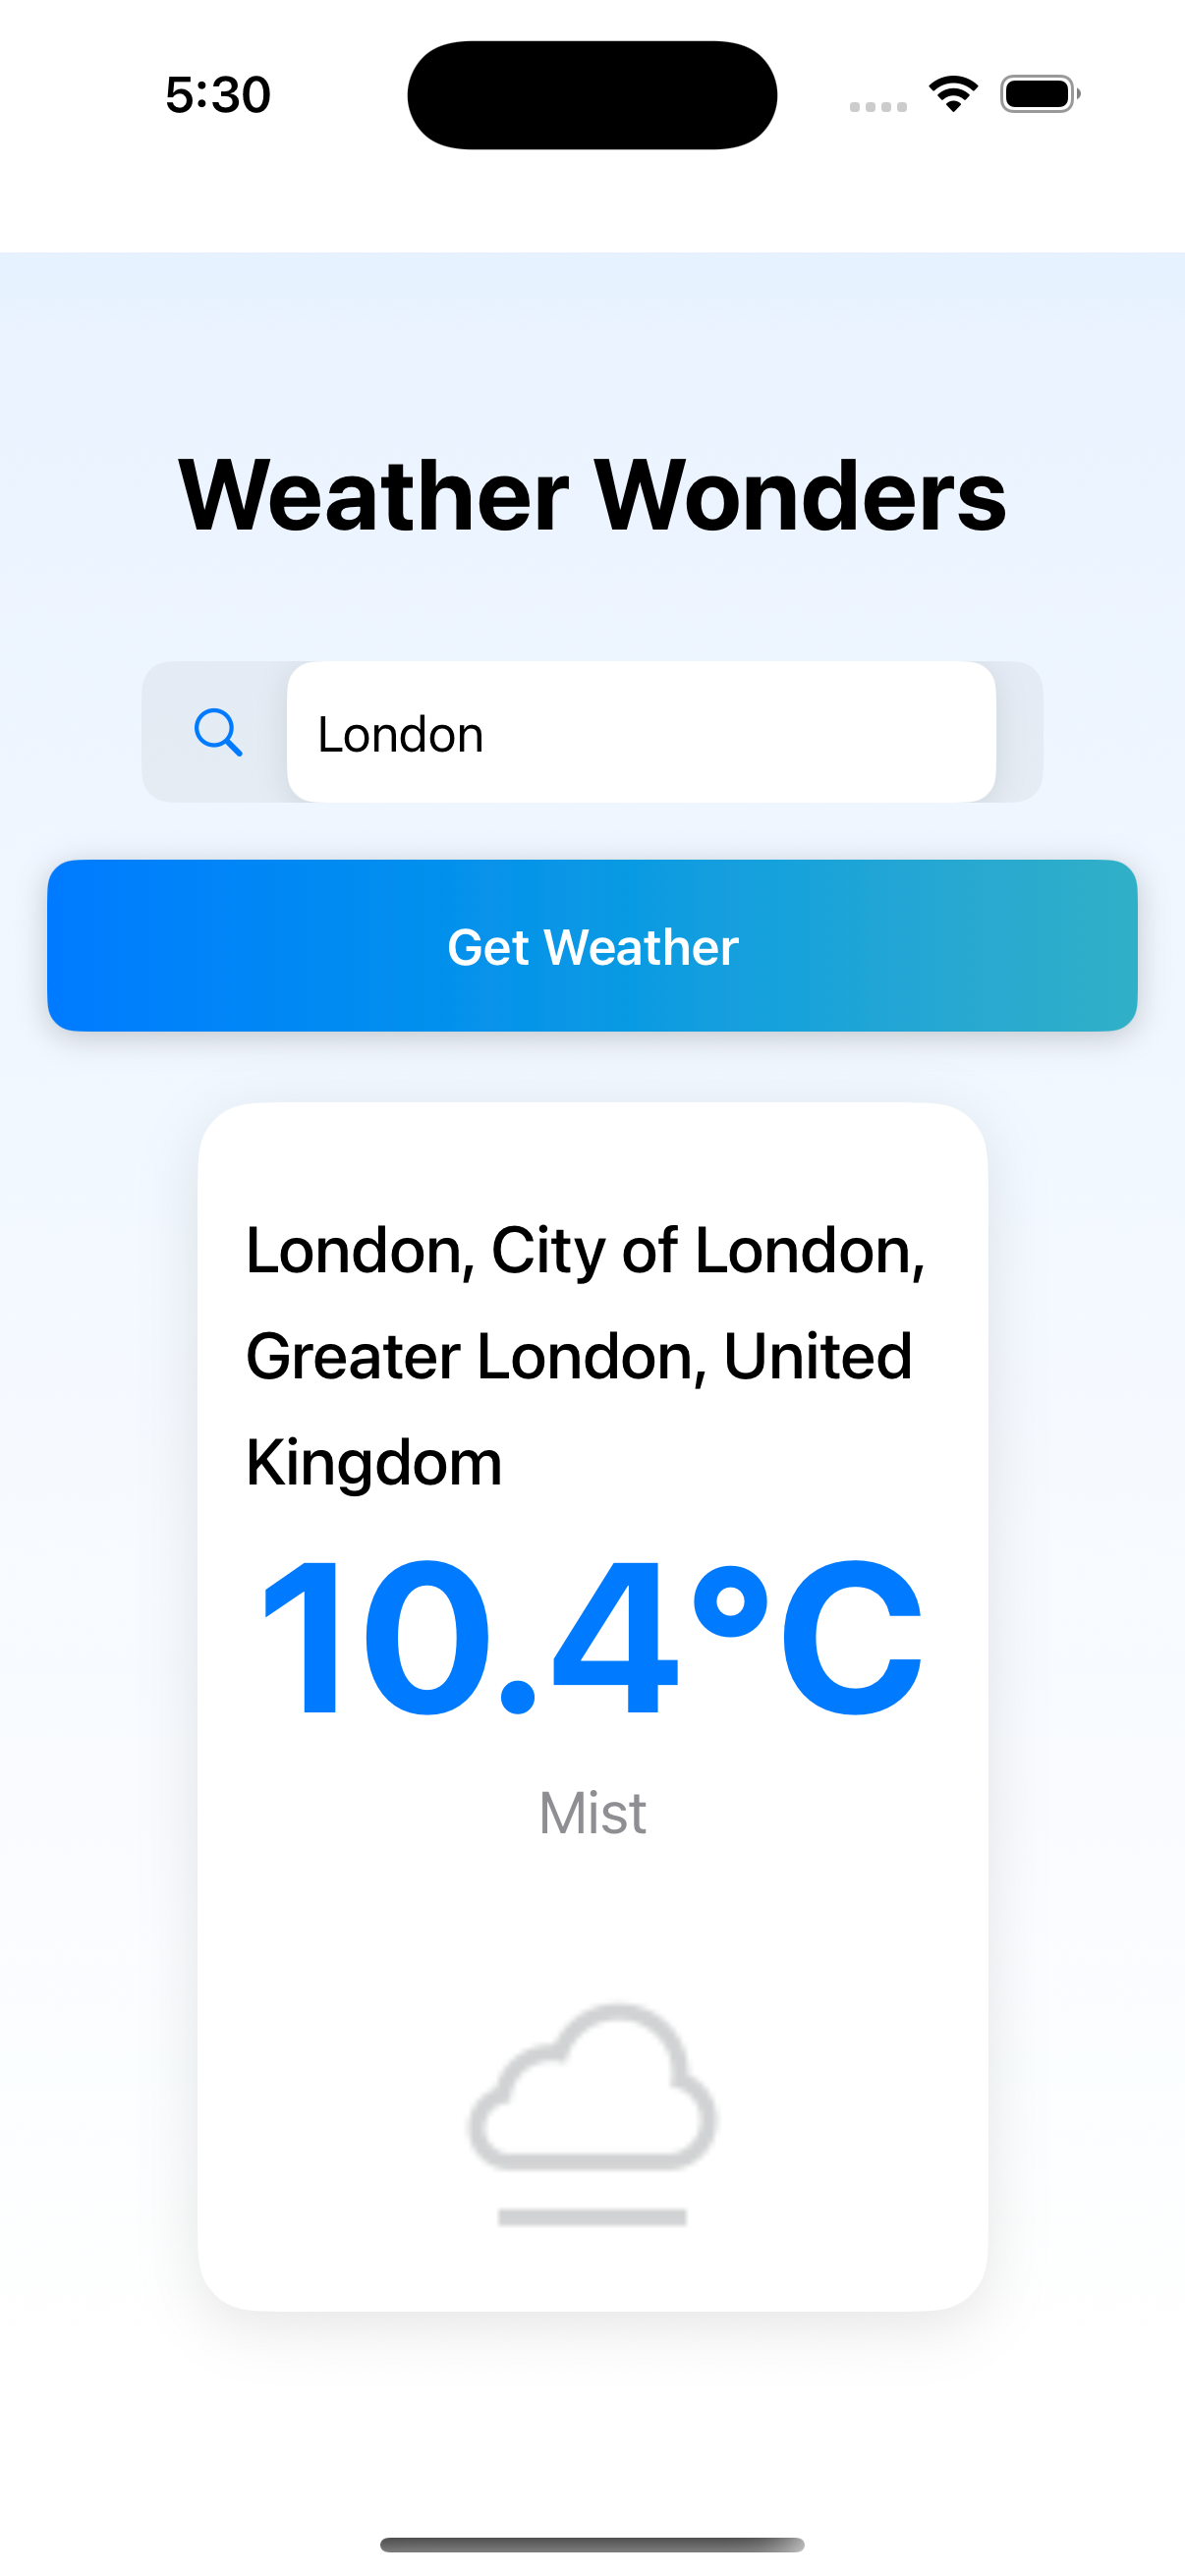 5:30
Weather Wonders
London
Get Weather
London, City of London,
Greater London, United
Kingdom
10.4°C
Mist